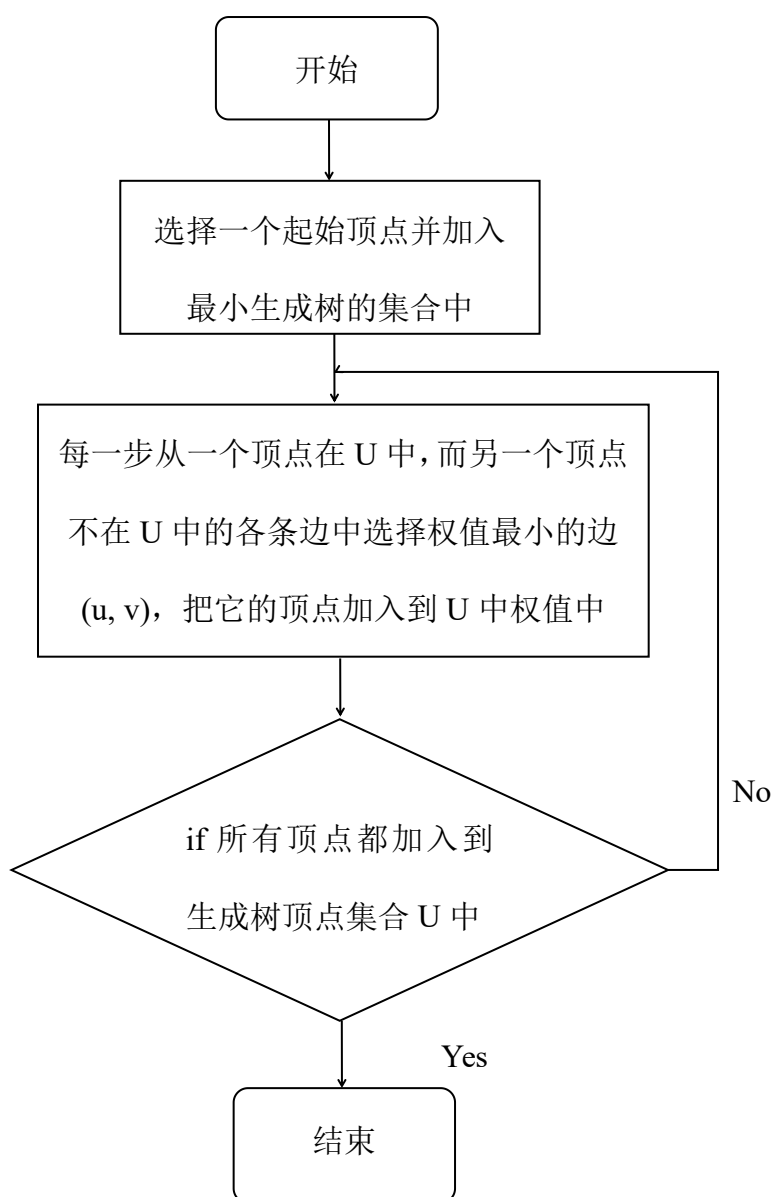 开始
选择一个起始顶点并加入
最小生成树的集合中
每一步从一个顶点在 U 中，而另一个顶点
不在 U 中的各条边中选择权值最小的边
(u, v)，把它的顶点加入到 U 中权值中
if 所有顶点都加入到
生成树顶点集合 U 中
No
Yes
结束